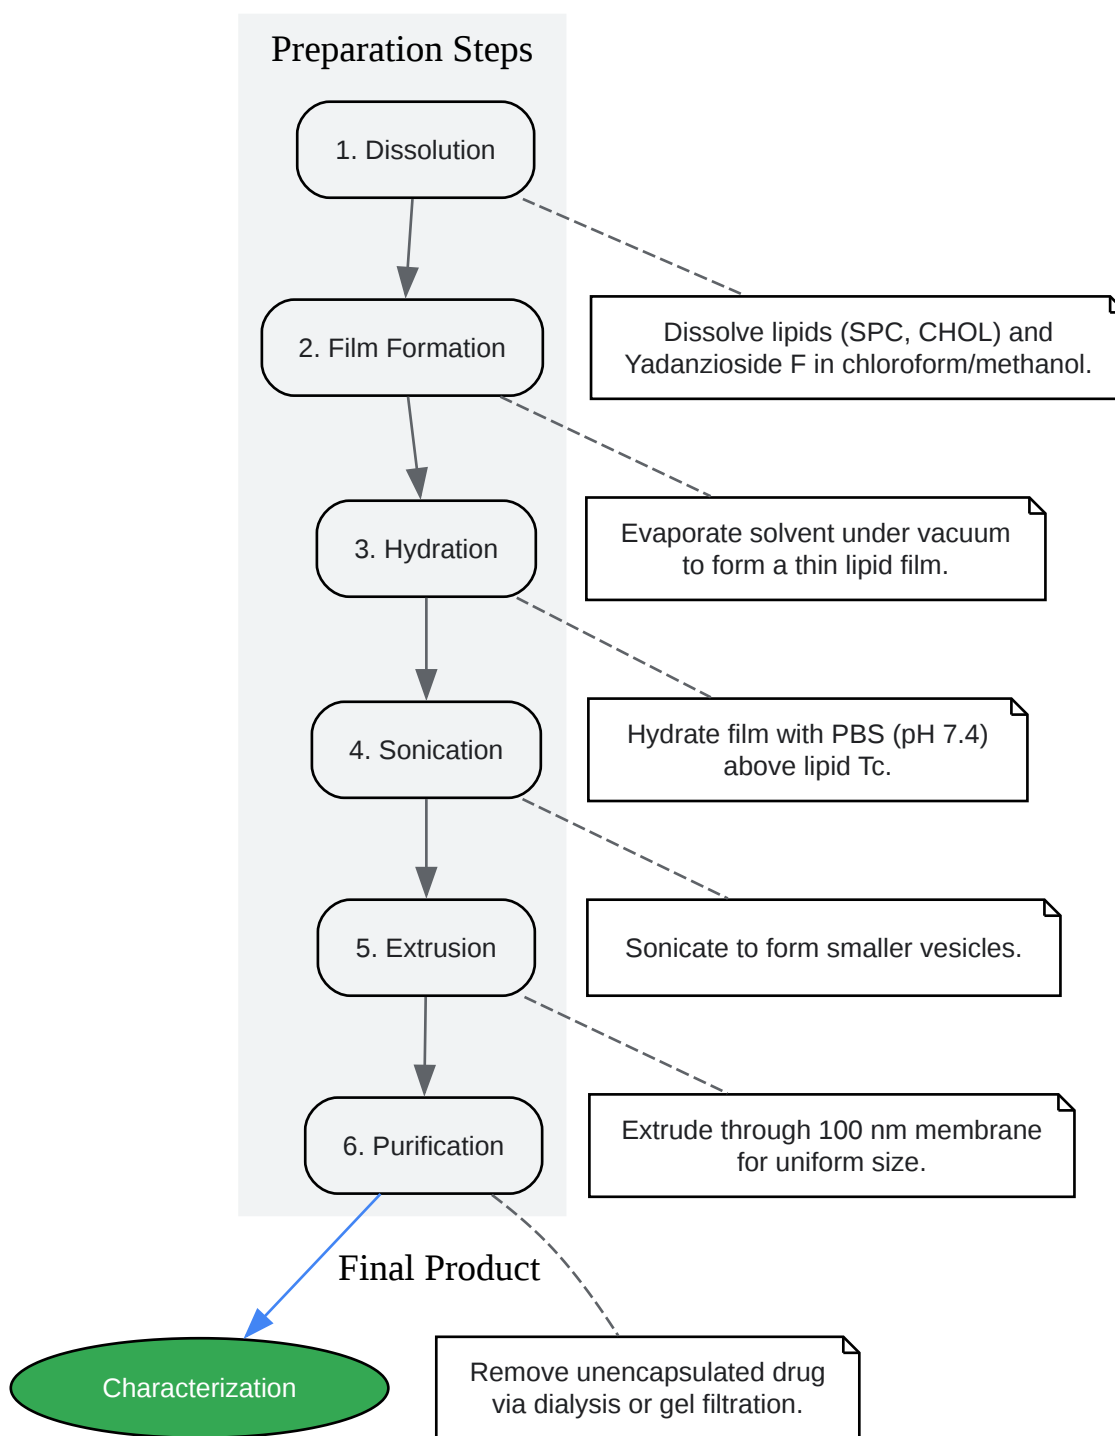 Preparation Steps
1. Dissolution
Dissolve lipids (SPC, CHOL) and
Yadanzioside F in chloroform/methanol.
2. Film Formation
Evaporate solvent under vacuum
to form a thin lipid film.
3. Hydration
Hydrate film with PBS (pH 7.4)
above lipid Tc.
4. Sonication
Sonicate to form smaller vesicles.
5. Extrusion
Extrude through 100 nm membrane
for uniform size.
6. Purification
Remove unencapsulated drug
via dialysis or gel filtration.
Final Product
Characterization